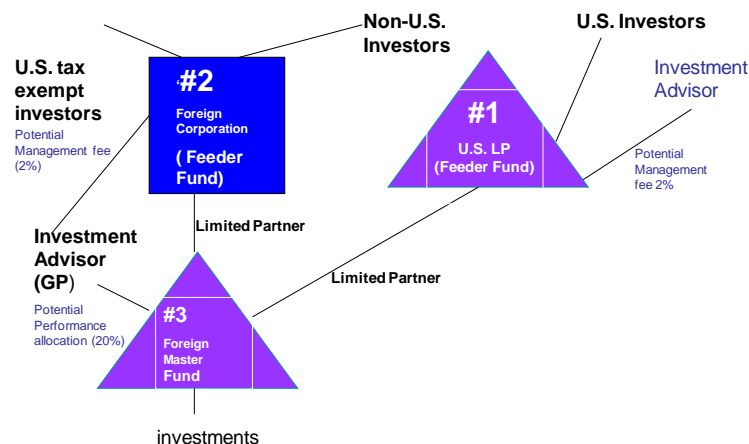 Non-U.S.
Investors
U.S. Investors
U.S. tax
exempt
investors
Potential
Management fee
(2%)
‘#2
Foreign
Corporation
( Feeder
Fund)
#1
U.S. LP
(Feeder Fund)
Investment
Advisor
Potential
Management
fee 2%
Limited Partner
Investment
Advisor
(GP)
Potential
Performance
allocation (20%)
Limited Partner
#3
Foreign
Master
Fund
investments